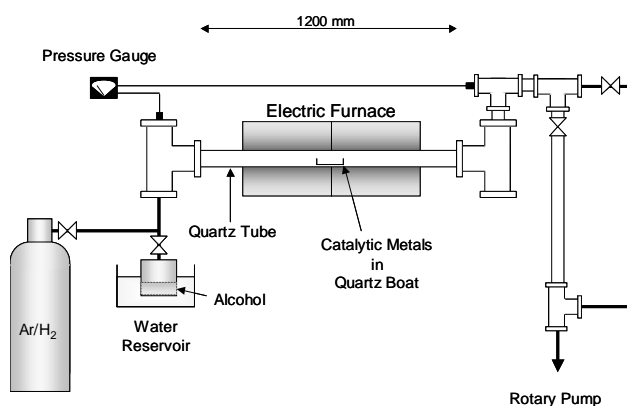 1200 mm
Pressure Gauge
Electric Furnace
Quartz Tube
Catalytic Metals
in
Quartz Boat
Alcohol
Ar/H2
Water
Reservoir
Rotary Pump